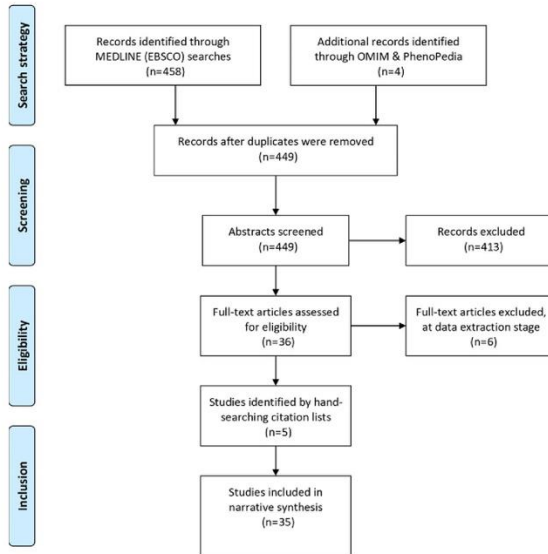 Search strategy
Records identified through
MEDLINE (EBSCO) searches
(n=458)
Additional records identified
through OMIM & PhenoPedia
(n=4)
Records after duplicates were removed
(n=449)
Screening
Abstracts screened
(n=449)
Records excluded
(n=413)
Eligibility
Full-text articles assessed
for eligibility
(n=36)
Full-text articles excluded,
at data extraction stage
(n=6)
Studies identified by hand-
searching citation lists
(n=5)
Inclusion
Studies included in
narrative synthesis
(n=35)